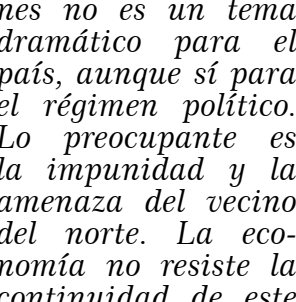 nes no es un tema
dramático para el
país, aunque sí para
el régimen político.
Lo preocupante es
la impunidad y la
amenaza del vecino
del norte. La eco-
nomía no resiste la
continuidad de este